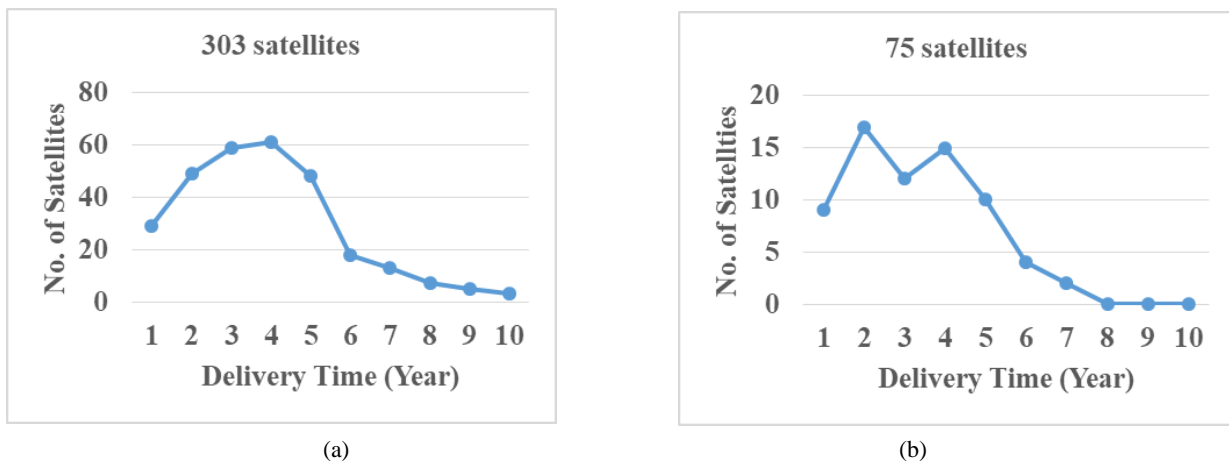 303 satellites
No. of Satellites
80
60
40
20
0
1 2 3 4 5 6 7 8 9 10
Delivery Time (Year)
(a)
75 satellites
No. of Satellties
20
15
10
5
0
1 2 3 4 5 6 7 8 9 10
Delivery Time (Year)
(b)